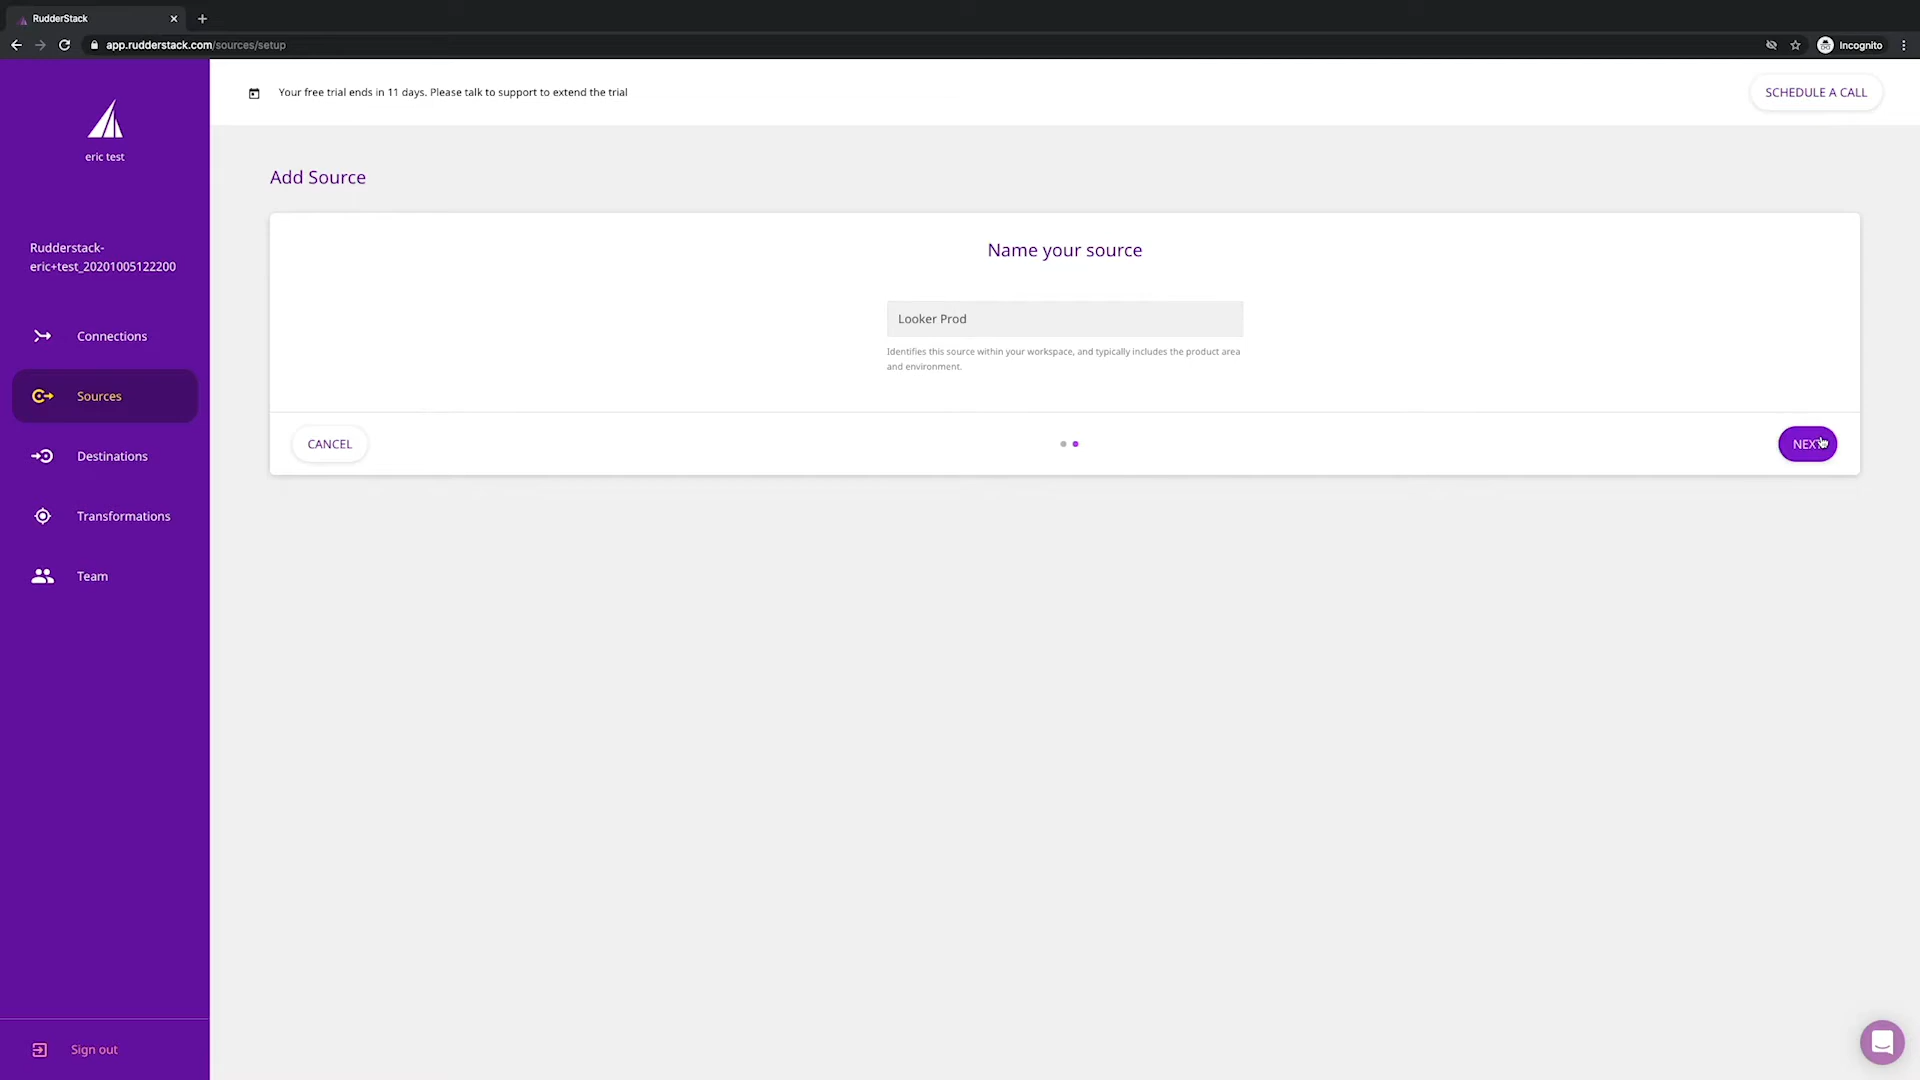 RudderStack
app.rudderstack.com/sources/setup
Incognito
eric test
Rudderstack-
eric+test_20201005122200
Connections
Sources
Destinations
Transformations
Team
Sign out
Your free trial ends in 11 days. Please talk to support to extend the trial
SCHEDULE A CALL
Add Source
Name your source
Looker Prod
Identifies this source within your workspace, and typically includes the product area
and environment.
CANCEL
NEXT